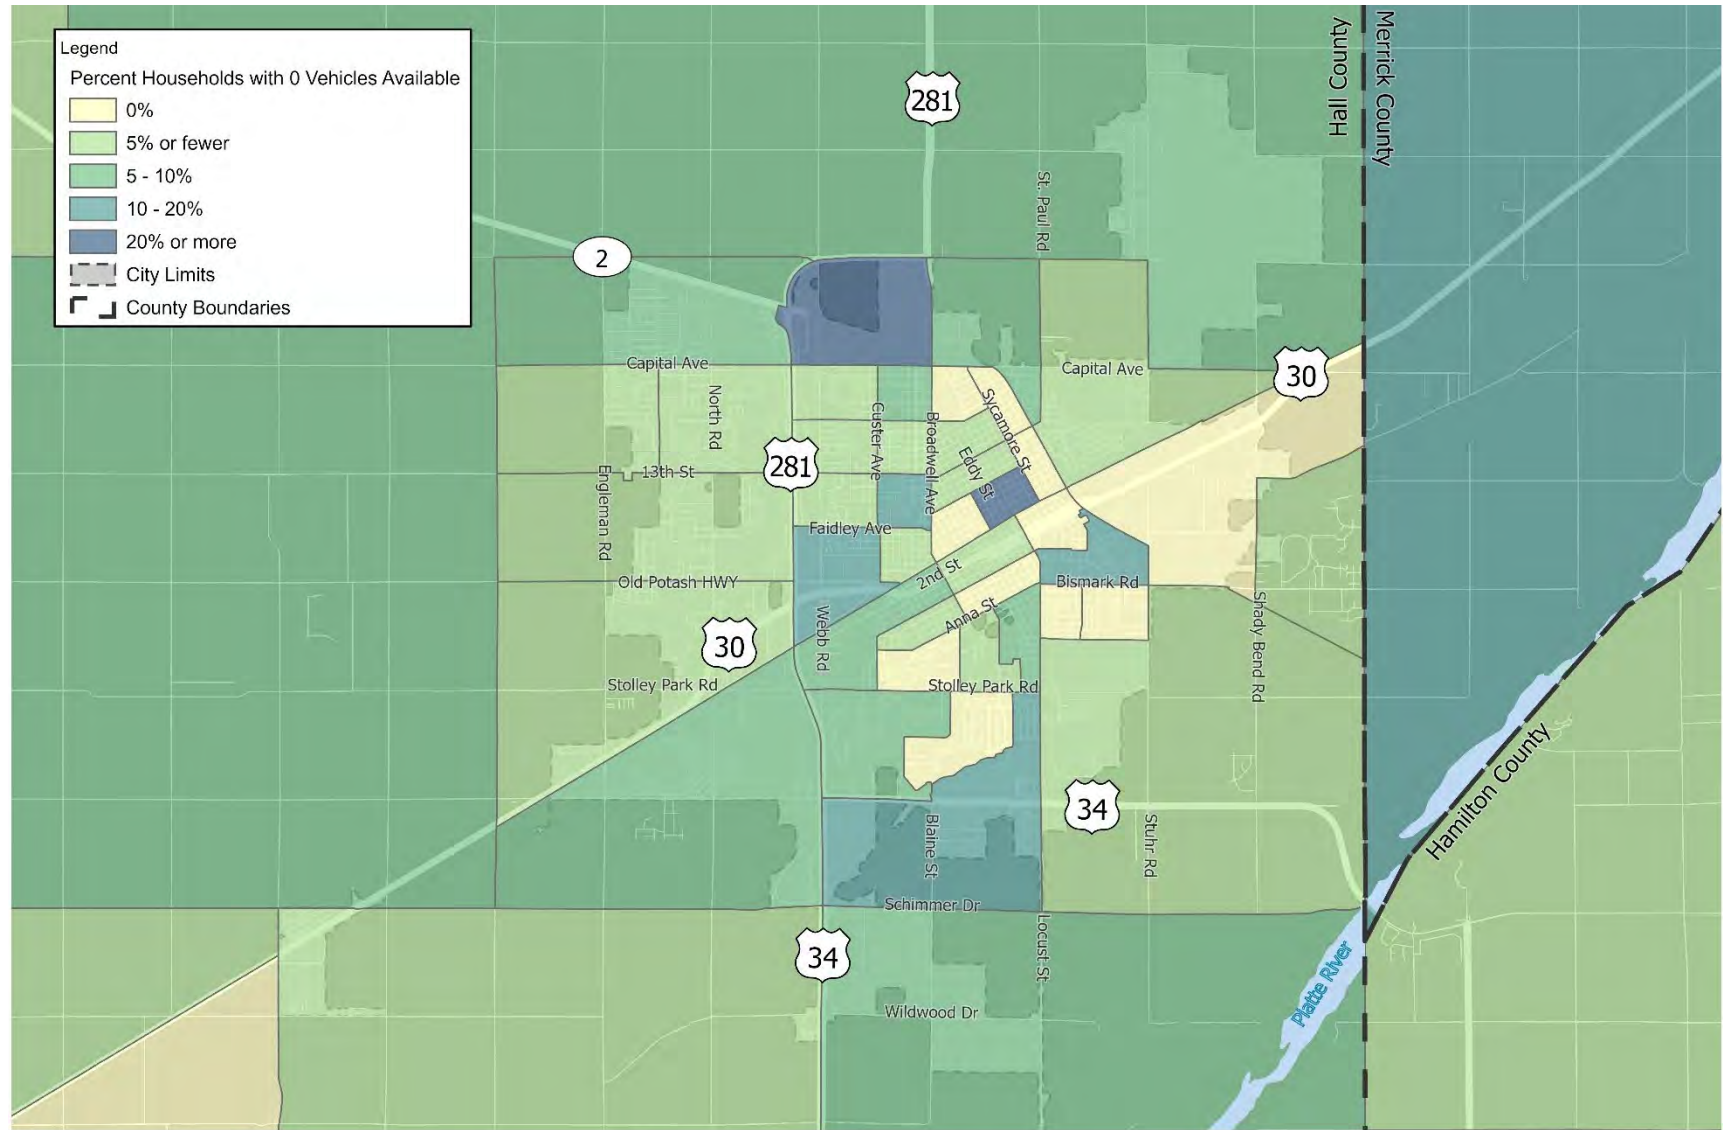 Legend
Percent Households with 0 Vehicles Available
0%
5% or fewer
5 - 10%
10 - 20%
20% or more
City Limits
County Boundaries
281
Hall County
Merrick County
St. Paul Rd
2
Capital Ave
Capital Ave
30
North Rd
Custer Ave
Broadwell Ave
Sycamore St
Eddy St
281
13th St
Engleman Rd
Faidley Ave
2nd St
Old Potash HWY
Bismark Rd
Anna St
Webb Rd
Shady Bend Rd
30
Stolley Park Rd
Stolley Park Rd
34
Hamilton County
Blaine St
Stuhr Rd
Schimmer Dr
Locust St
34
Platte River
Wildwood Dr